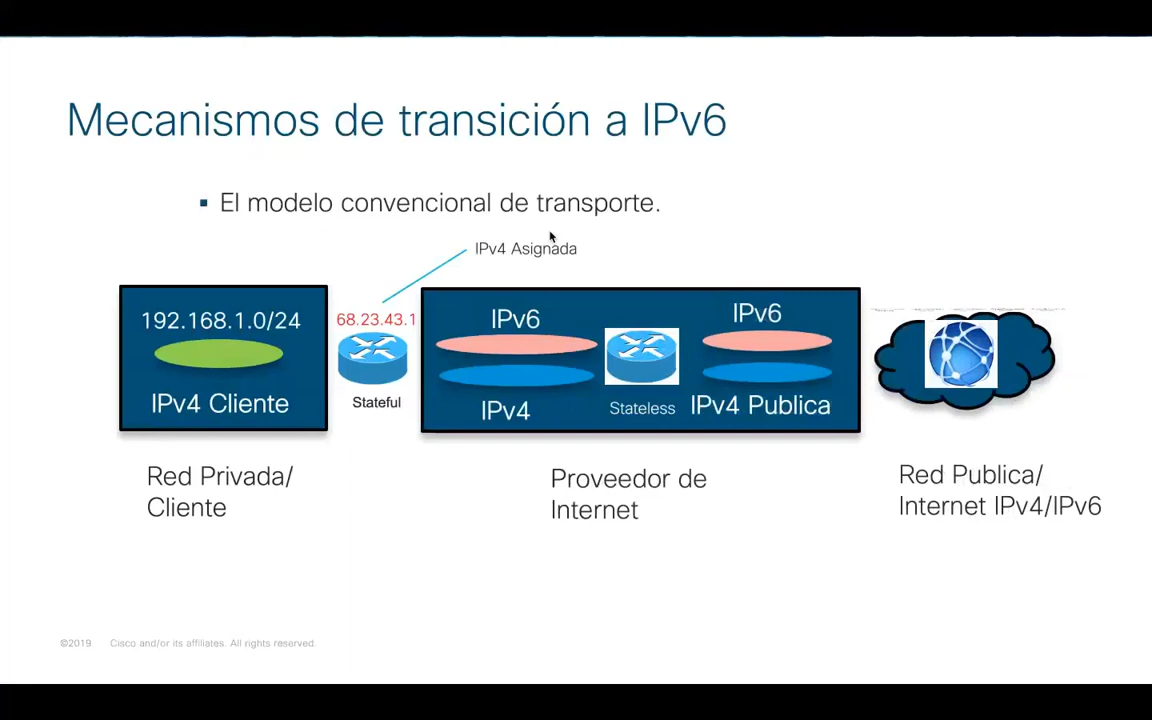 Mecanismos de transición a IPv6
▪ El modelo convencional de transporte.
IPv4 Asignada
192.168.1.0/24
IPv4 Cliente
68.23.43.1
Stateful
IPv6
IPv4
Stateless
IPv6
IPv4 Publica
Red Privada/
Cliente
Proveedor de
Internet
Red Publica/
Internet IPv4/IPv6
©2019 Cisco and/or its affiliates. All rights reserved.